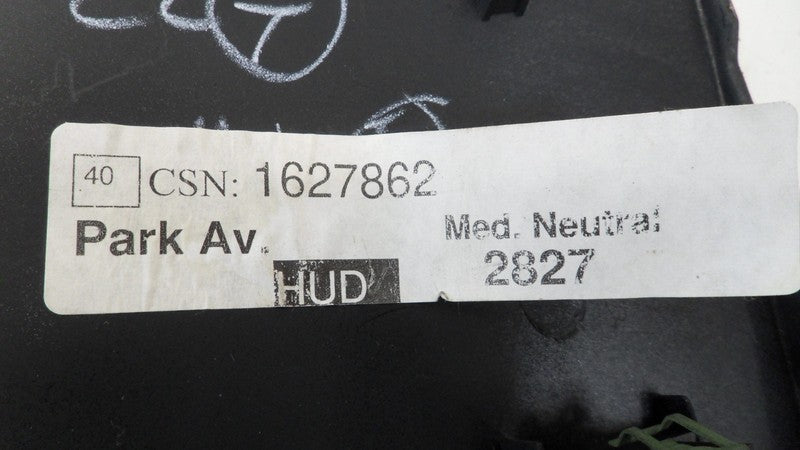 T
40 CSN: 1627862
Park Av. Med. Neutral
HUD 2827